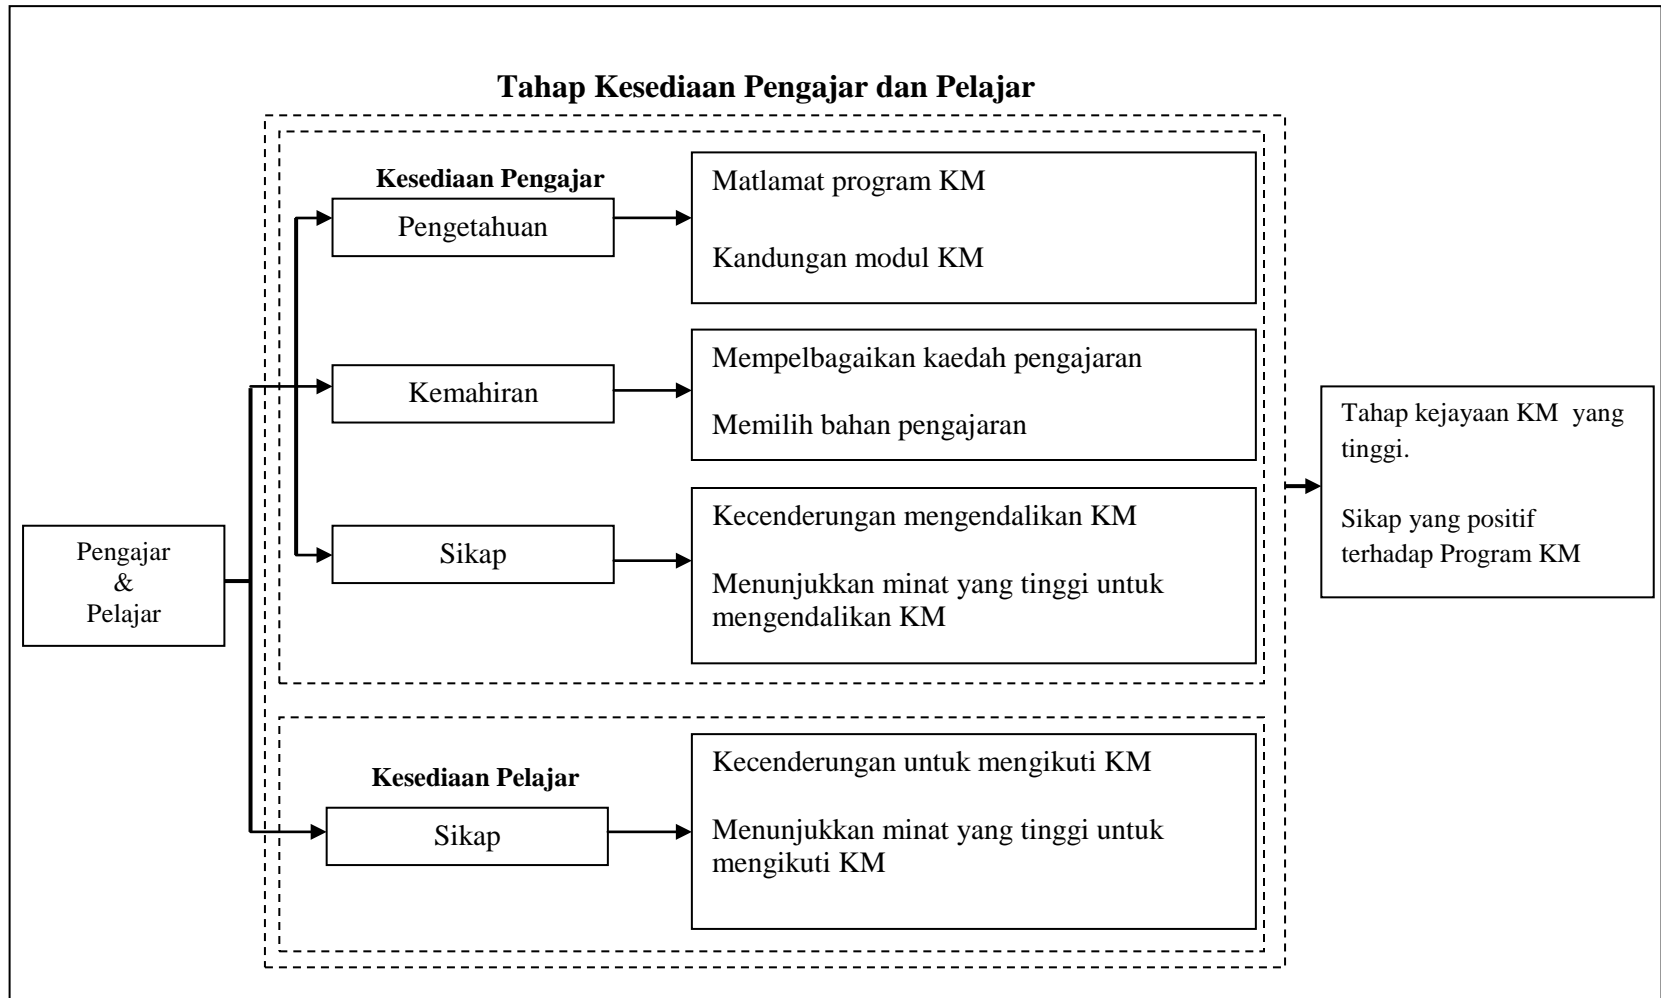 Tahap Kesediaan Pengajar dan Pelajar
Pengajar
&
Pelajar
Kesediaan Pengajar
Pengetahuan
Matlamat program KM
Kandungan modul KM
Kemahiran
Mempelbagaikan kaedah pengajaran
Memilih bahan pengajaran
Sikap
Kecenderungan mengendalikan KM
Menunjukkan minat yang tinggi untuk
mengendalikan KM
Kesediaan Pelajar
Sikap
Kecenderungan untuk mengikuti KM
Menunjukkan minat yang tinggi untuk
mengikuti KM
Tahap kejayaan KM yang
tinggi.
Sikap yang positif
terhadap Program KM